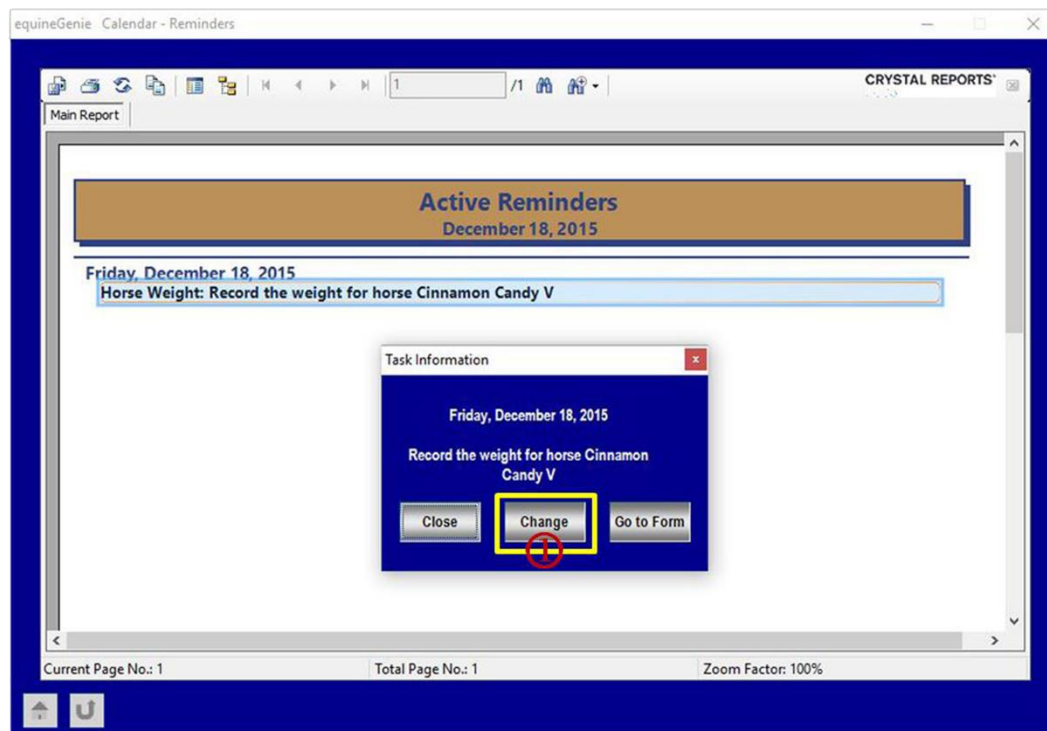 equineGenie Calendar - Reminders
1 /1
CRYSTAL REPORTS
Main Report
Active Reminders
December 18, 2015
Friday, December 18, 2015
Horse Weight: Record the weight for horse Cinnamon Candy V
Task Information
x
Friday, December 18, 2015
Record the weight for horse Cinnamon
Candy V
Close Change Go to Form
1
Current Page No.: 1 Total Page No.: 1 Zoom Factor: 100%